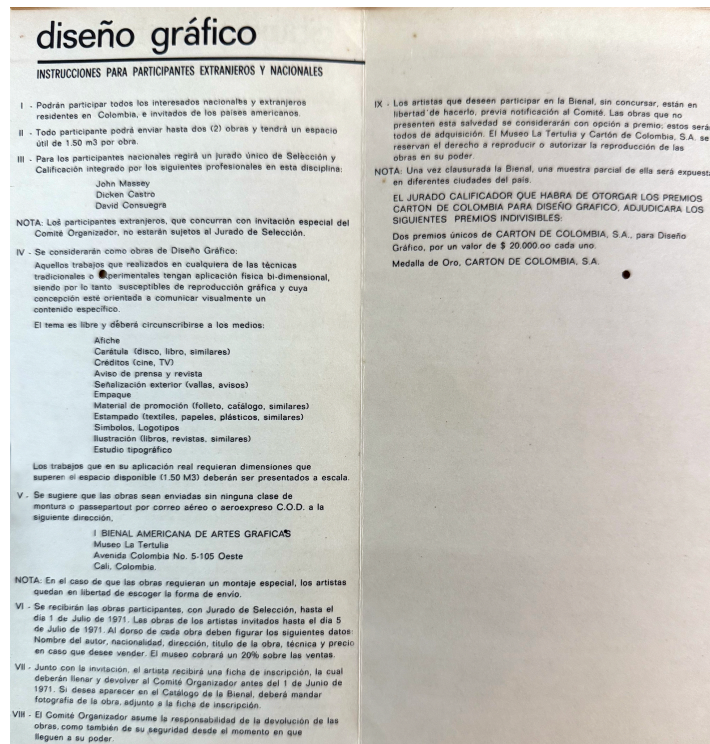 diseño gráfico
INSTRUCCIONES PARA PARTICIPANTES EXTRANJEROS Y NACIONALES
I - Podrán participar todos los interesados nacionales y extranjeros
residentes en Colombia, e invitados de los países americanos.
II - Todo participante podrá enviar hasta dos (2) obras y tendrá un espacio
útil de 1.50 m3 por obra.
III - Para los participantes nacionales regirá un jurado único de Selección y
Calificación integrado por los siguientes profesionales en esta disciplina:
John Massey
Dicken Castro
David Consuegra
NOTA: Los participantes extranjeros, que concurran con invitación especial del
Comité Organizador, no estarán sujetos al Jurado de Selección.
IV - Se considerarán como obras de Diseño Gráfico:
Aquellos trabajos que realizados en cualquiera de las técnicas
tradicionales o experimentales tengan aplicación física bi-dimensional,
siendo por lo tanto susceptibles de reproducción gráfica y cuya
concepción esté orientada a comunicar visualmente un
contenido específico.
El tema es libre y déberá circunscribirse a los medios:
Afiche
Carátula (disco, libro, similares)
Créditos (cine, TV)
Aviso de prensa y revista
Señalización exterior (vallas, avisos)
Empaque
Material de promoción (folleto, catálogo, similares)
Estampado (textiles, papeles, plásticos, similares)
Símbolos, Logotipos
Ilustración (libros, revistas, similares)
Estudio tipográfico
Los trabajos que en su aplicación real requieran dimensiones que
superen el espacio disponible (1.50 M3) deberán ser presentados a escala.
V - Se sugiere que las obras sean enviadas sin ninguna clase de
montura o passepartout por correo aéreo o aeroexpreso C.O.D. a la
siguiente dirección,
I BIENAL AMERICANA DE ARTES GRAFICAS
Museo La Tertulia
Avenida Colombia No. 5-105 Oeste
Cali. Colombia.
NOTA: En el caso de que las obras requieran un montaje especial, los artistas
quedan en libertad de escoger la forma de envío.
VI - Se recibirán las obras participantes, con Jurado de Selección, hasta el
día 1 de Julio de 1971. Las obras de los artistas invitados hasta el día 5
de Julio de 1971. Al dorso de cada obra deben figurar los siguientes datos:
Nombre del autor, nacionalidad, dirección, título de la obra, técnica y precio
en caso que desee vender. El museo cobrará un 20% sobre las ventas.
VII - Junto con la invitación, el artista recibirá una ficha de inscripción, la cual
deberán llenar y devolver al Comité Organizador antes del 1 de Junio de
1971. Si desea aparecer en el Catálogo de la Bienal, deberá mandar
fotografía de la obra, adjunto a la ficha de inscripción.
VIII - El Comité Organizador asume la responsabilidad de la devolución de las
obras, como también de su seguridad desde el momento en que
lleguen a su poder.
IX - Los artistas que deseen participar en la Bienal, sin concursar, están en
libertad de hacerlo, previa notificación al Comité. Las obras que no
presenten esta salvedad se considerarán con opción a premio; estos será
todos de adquisición. El Museo La Tertulia y Cartón de Colombia, S.A. se
reservan el derecho a reproducir o autorizar la reproducción de las
obras en su poder.
NOTA: Una vez clausurada la Bienal, una muestra parcial de ella será expuest
en diferentes ciudades del país.
EL JURADO CALIFICADOR QUE HABRA DE OTORGAR LOS PREMIOS
CARTON DE COLOMBIA PARA DISEÑO GRAFICO, ADJUDICARA LOS
SIGUIENTES PREMIOS INDIVISIBLES:
Dos premios únicos de CARTON DE COLOMBIA, S.A., para Diseño
Gráfico, por un valor de $ 20.000.oo cada uno.
Medalla de Oro, CARTON DE COLOMBIA, S.A.